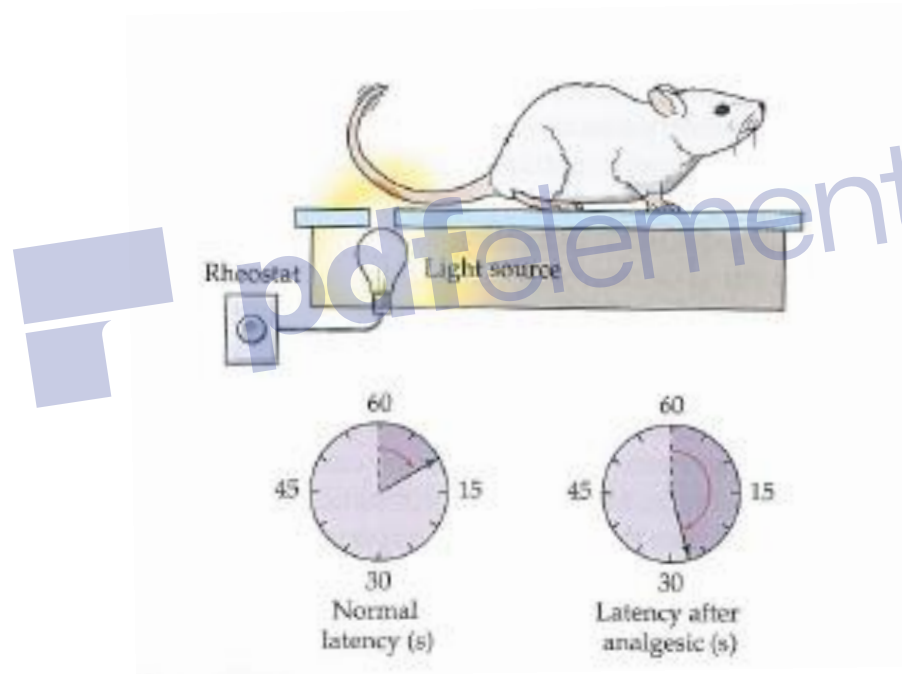 Rheostat
Light source
pdfelement
60
45
15
30
Normal
latency (s)
60
45
15
30
Latency after
analgesic (s)